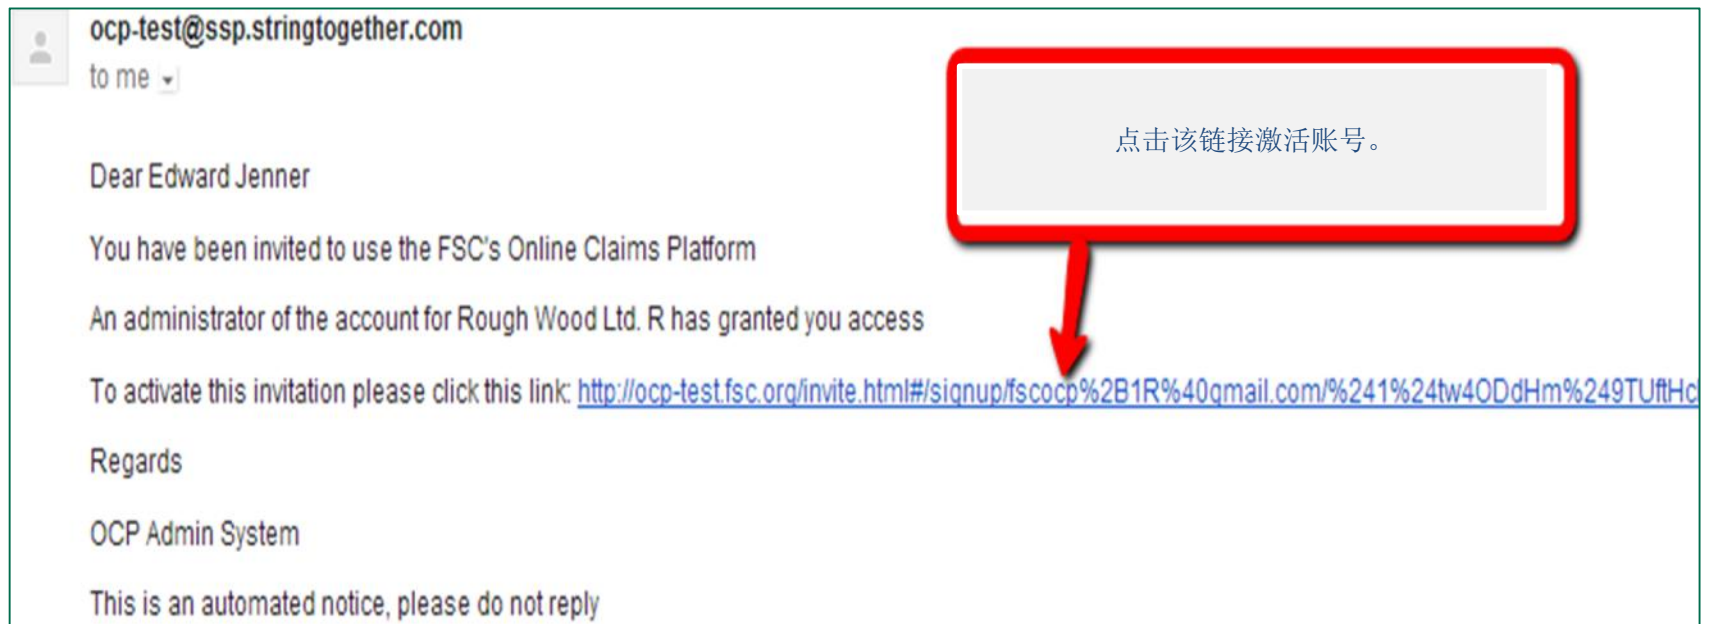 ocp-test@ssp.stringtogether.com
to me
点击该链接激活账号。
Dear Edward Jenner
You have been invited to use the FSC's Online Claims Platform
An administrator of the account for Rough Wood Ltd. R has granted you access
To activate this invitation please click this link: http://ocp-test.fsc.org/invite.html#/signup/fscocp%2B1R%40gmail.com/%241%24tw4ODdHm%249TUftHc
Regards
OCP Admin System
This is an automated notice, please do not reply